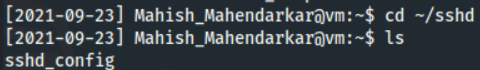 [2021-09-23] Mahish_Mahendarkar@vm:~$ cd ~/sshd
[2021-09-23] Mahish_Mahendarkar@vm:~$ ls
sshd_config